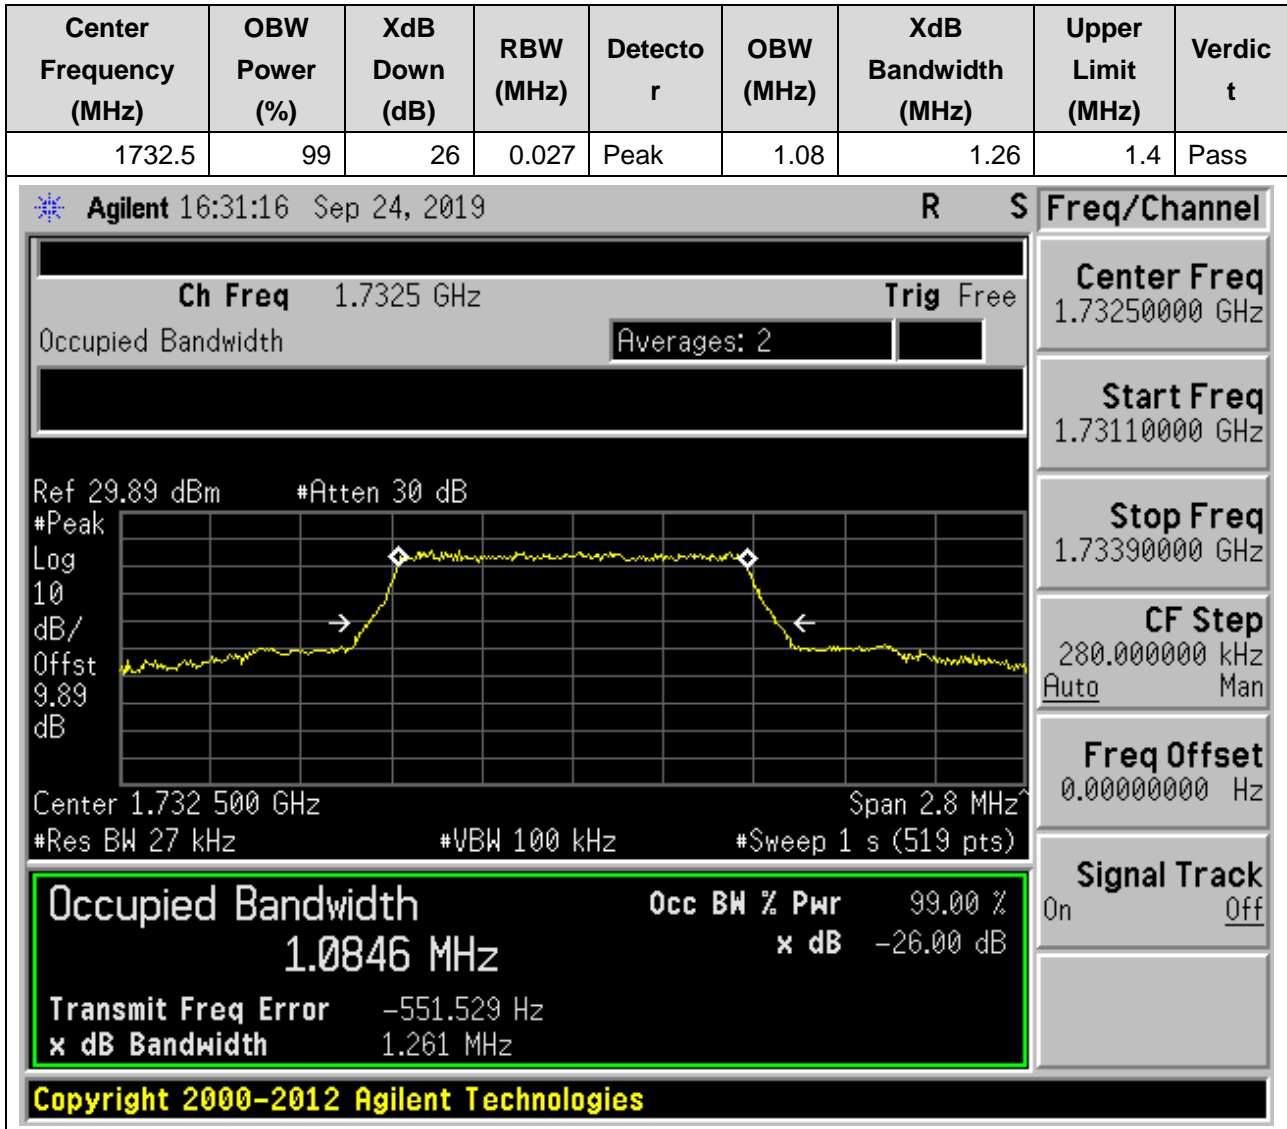 Center Frequency (MHz) OBW Power (%) XdB Down (dB) RBW (MHz) Detecto r OBW (MHz) XdB Bandwidth (MHz) Upper Limit (MHz) Verdic t
1732.5 99 26 0.027 Peak 1.08 1.26 1.4 Pass
Agilent 16:31:16 Sep 24, 2019 R S
Freq/Channel
Ch Freq 1.7325 GHz Trig Free
Occupied Bandwidth Averages: 2
Center Freq
1.73250000 GHz
Start Freq
1.73110000 GHz
Stop Freq
1.73390000 GHz
CF Step
280.000000 kHz
Auto Man
Freq Offset
0.00000000 Hz
Signal Track
On Off
Ref 29.89 dBm #Atten 30 dB
#Peak
Log
10
dB/
Offst
9.89
dB
Center 1.732 500 GHz Span 2.8 MHz^
#Res BW 27 kHz #VBW 100 kHz #Sweep 1 s (519 pts)
Occupied Bandwidth Occ BW % Pwr 99.00 %
1.0846 MHz x dB -26.00 dB
Transmit Freq Error -551.529 Hz
x dB Bandwidth 1.261 MHz
Copyright 2000-2012 Agilent Technologies